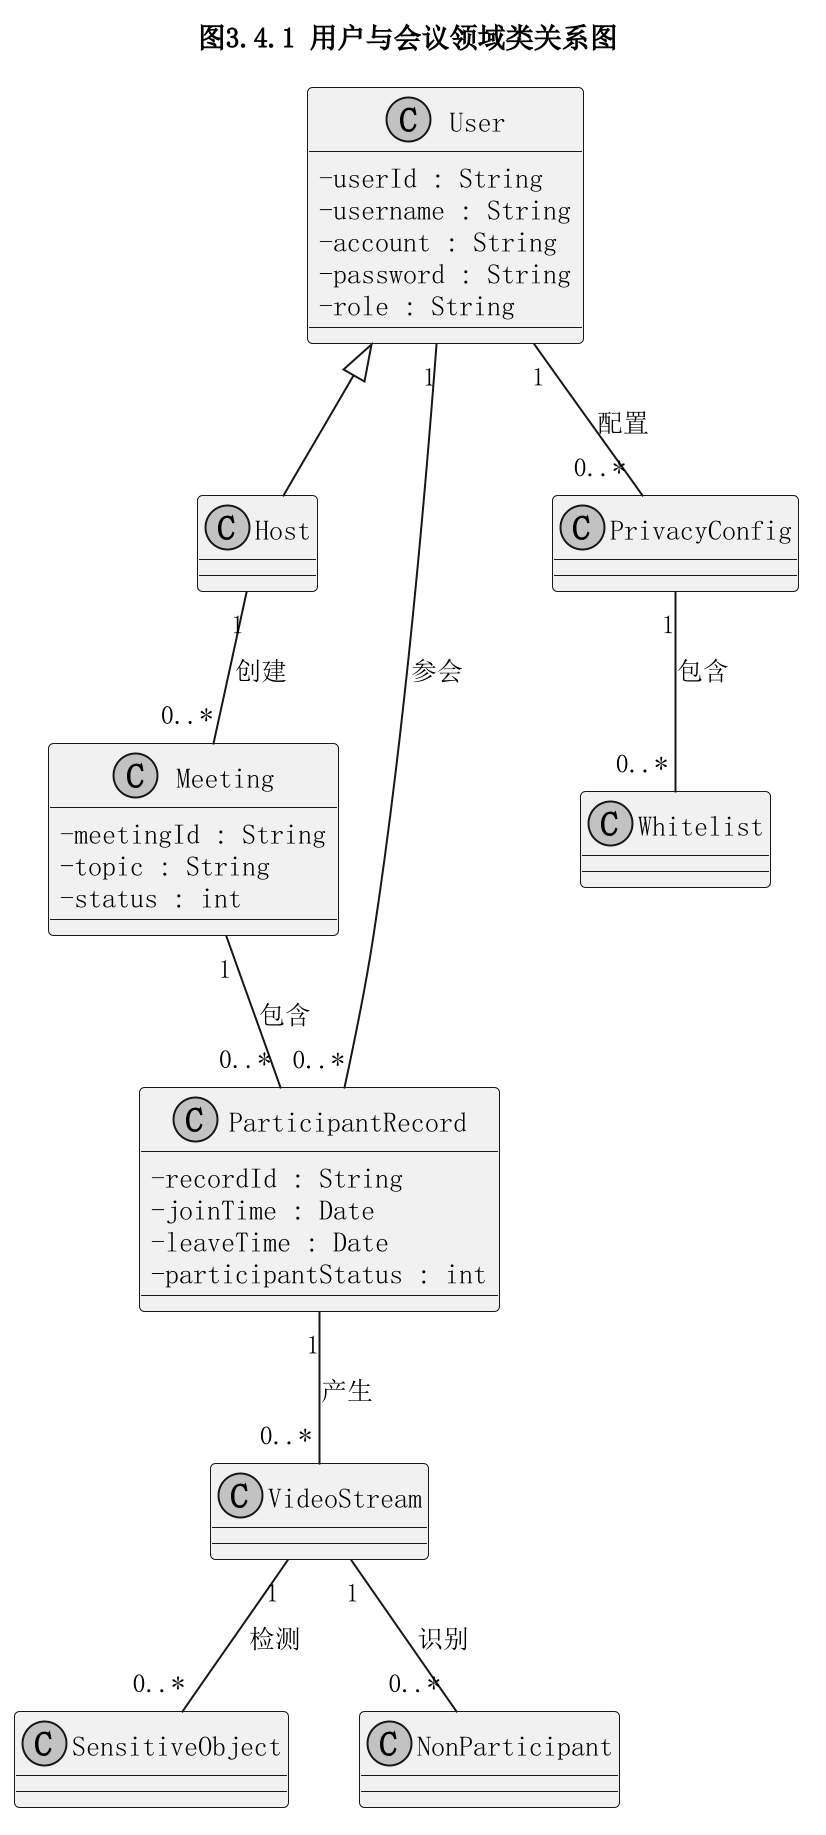 图3.4.1 用户与会议领域类关系图
C User
-userId : String
-username : String
-account : String
-password : String
-role : String
1
1
配置
0..*
C Host
C PrivacyConfig
1
1
创建
参会
包含
0..*
0..*
C Meeting
C Whitelist
-meetingId : String
-topic : String
-status : int
1
包含
0..*
0..*
C ParticipantRecord
-recordId : String
-joinTime : Date
-leaveTime : Date
-participantStatus : int
1
产生
0..*
C VideoStream
1
1
检测
识别
0..*
0..*
C SensitiveObject
C NonParticipant